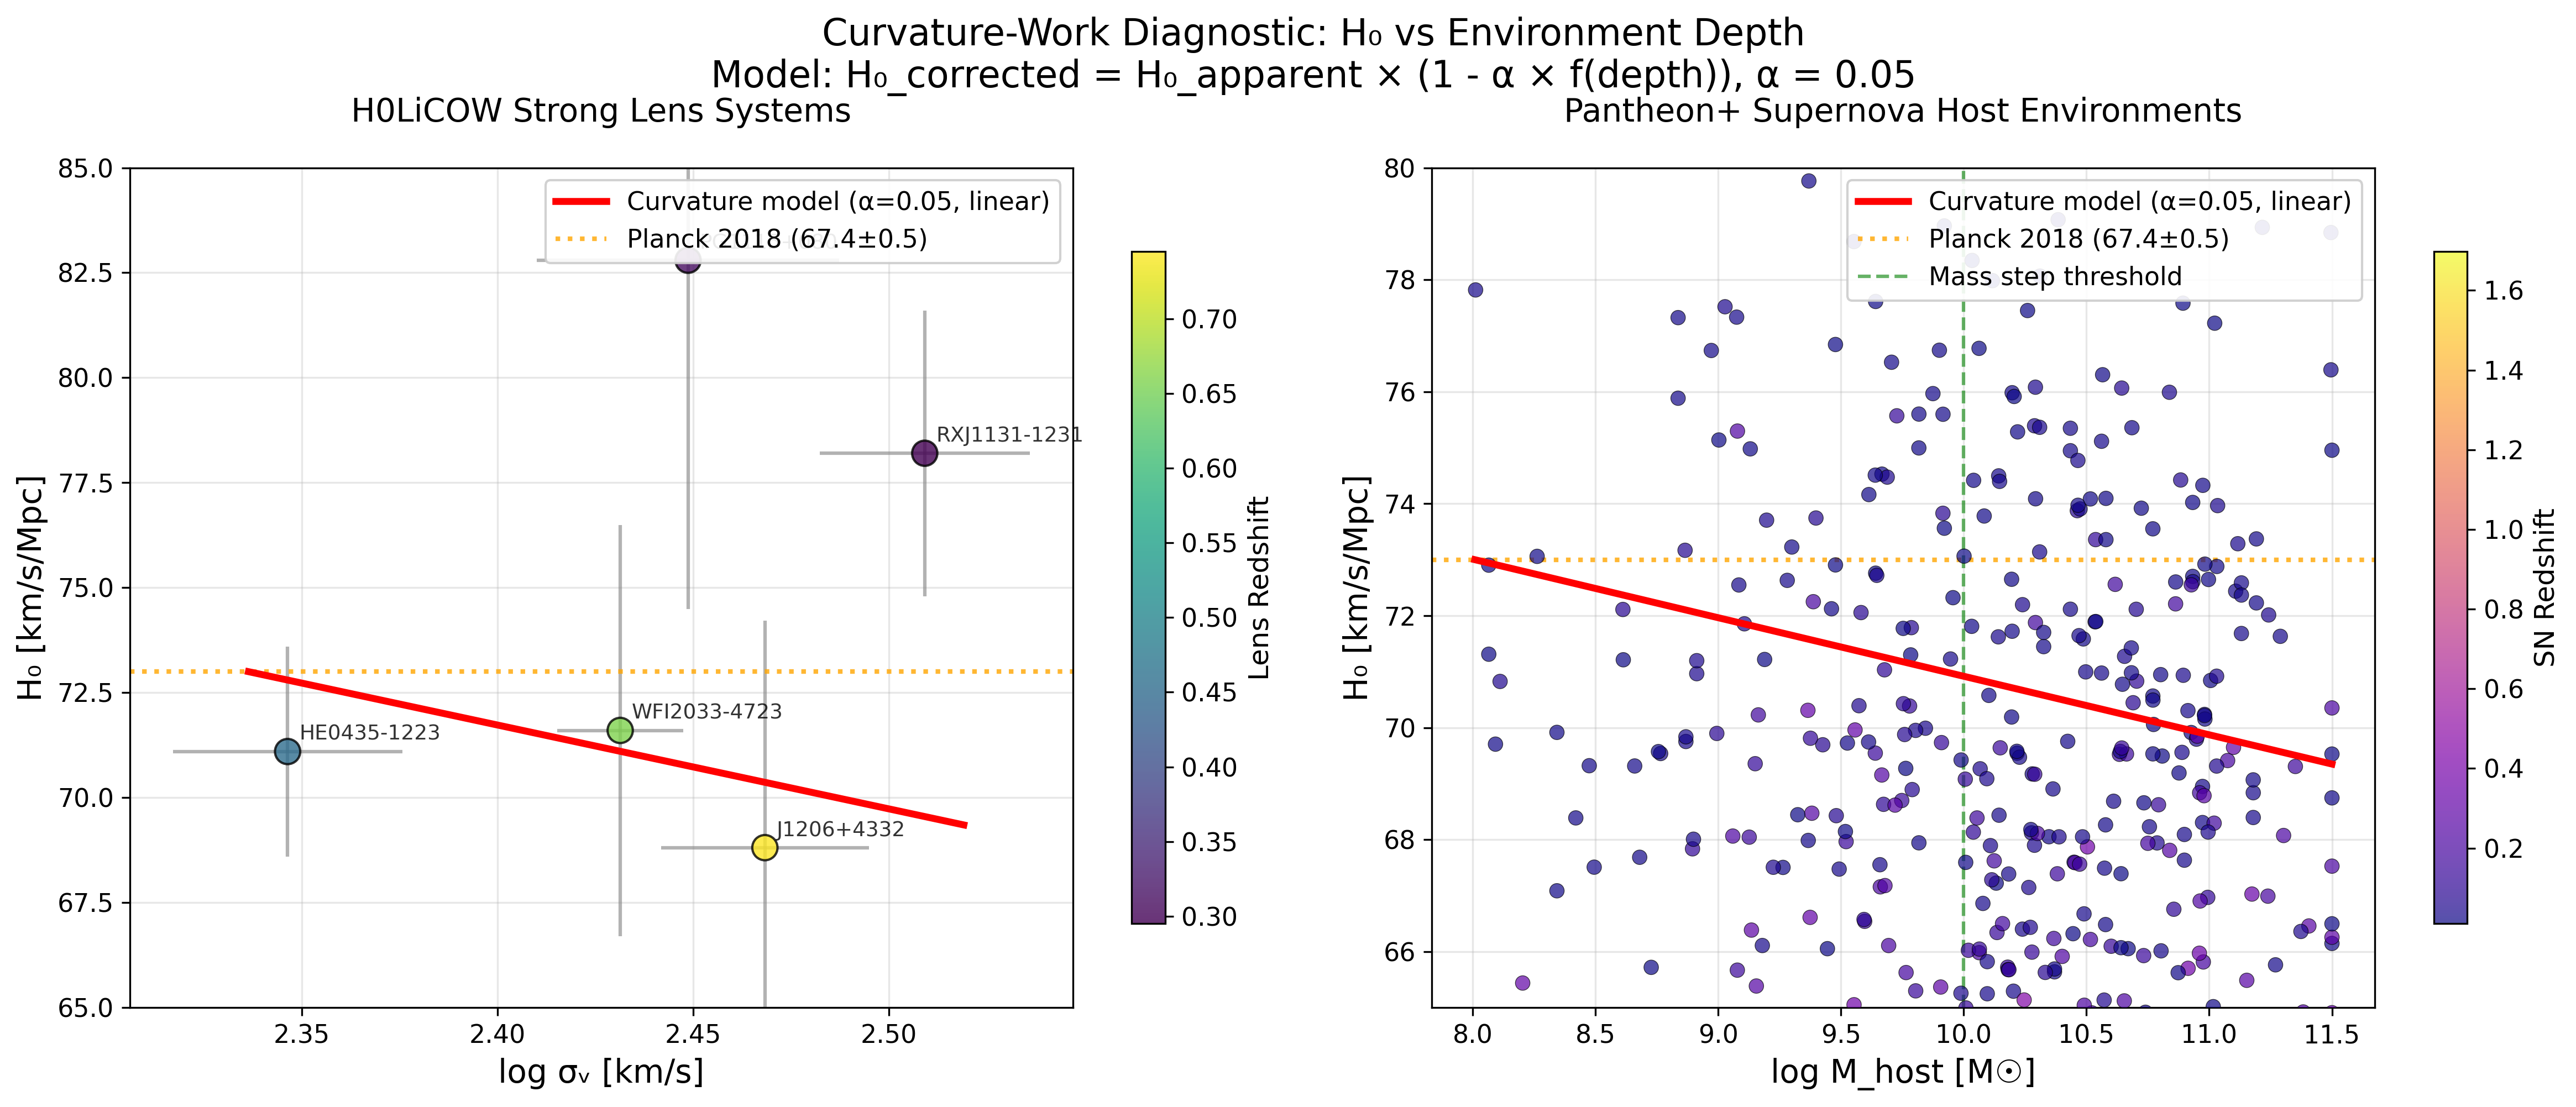 Curvature-Work Diagnostic: H₀ vs Environment Depth
Model: H₀_corrected = H₀_apparent × (1 - α × f(depth)), α = 0.05
H0LiCOW Strong Lens Systems
85.0
82.5
80.0
77.5
75.0
72.5
70.0
67.5
65.0
H₀ [km/s/Mpc]
Curvature model (α=0.05, linear)
Planck 2018 (67.4±0.5)
RXJ1131-1231
WFI2033-4723
HE0435-1223
J1206+4332
2.35
2.40
2.45
2.50
log σᵥ [km/s]
0.70
0.65
0.60
0.55
0.50
0.45
0.40
0.35
0.30
Lens Redshift
Pantheon+ Supernova Host Environments
80
78
76
74
72
70
68
66
H₀ [km/s/Mpc]
Curvature model (α=0.05, linear)
Planck 2018 (67.4±0.5)
Mass step threshold
8.0
8.5
9.0
9.5
10.0
10.5
11.0
11.5
log M_host [M☉]
1.6
1.4
1.2
1.0
0.8
0.6
0.4
0.2
SN Redshift